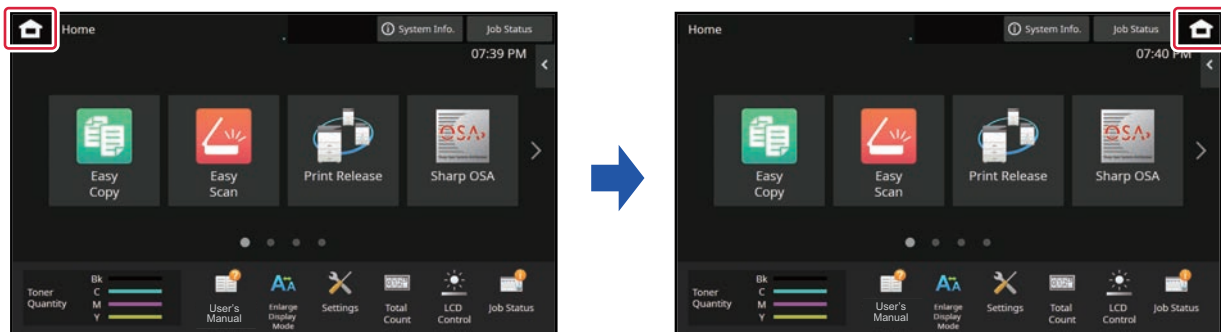 Home
System Info.
Job Status
07:39 PM
Easy
Copy
Easy
Scan
Print Release
OSA
Sharp OSA
Toner
Quantity
Bk
C
M
Y
User's
Manual
Enlarge
Display
Mode
Settings
Total
Count
LCD
Control
Job Status
Home
System Info.
Job Status
07:40 PM
Easy
Copy
Easy
Scan
Print Release
OSA
Sharp OSA
Toner
Quantity
Bk
C
M
Y
User's
Manual
Enlarge
Display
Mode
Settings
Total
Count
LCD
Control
Job Status